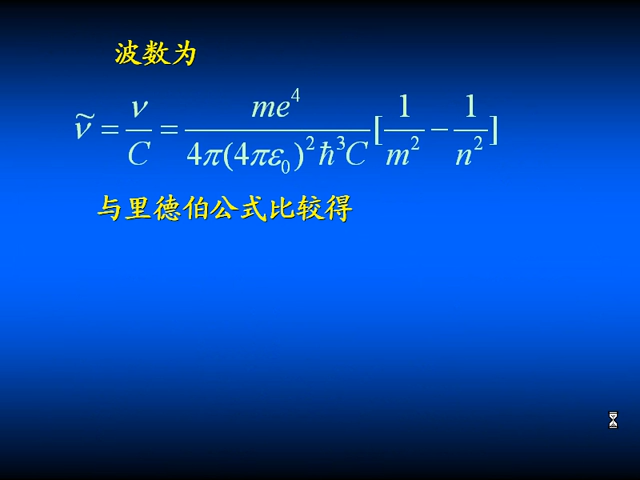 波数为
ν̃ = ν/C = me⁴/4π(4πε₀)²ħ³C [1/m² − 1/n²]
与里德伯公式比较得